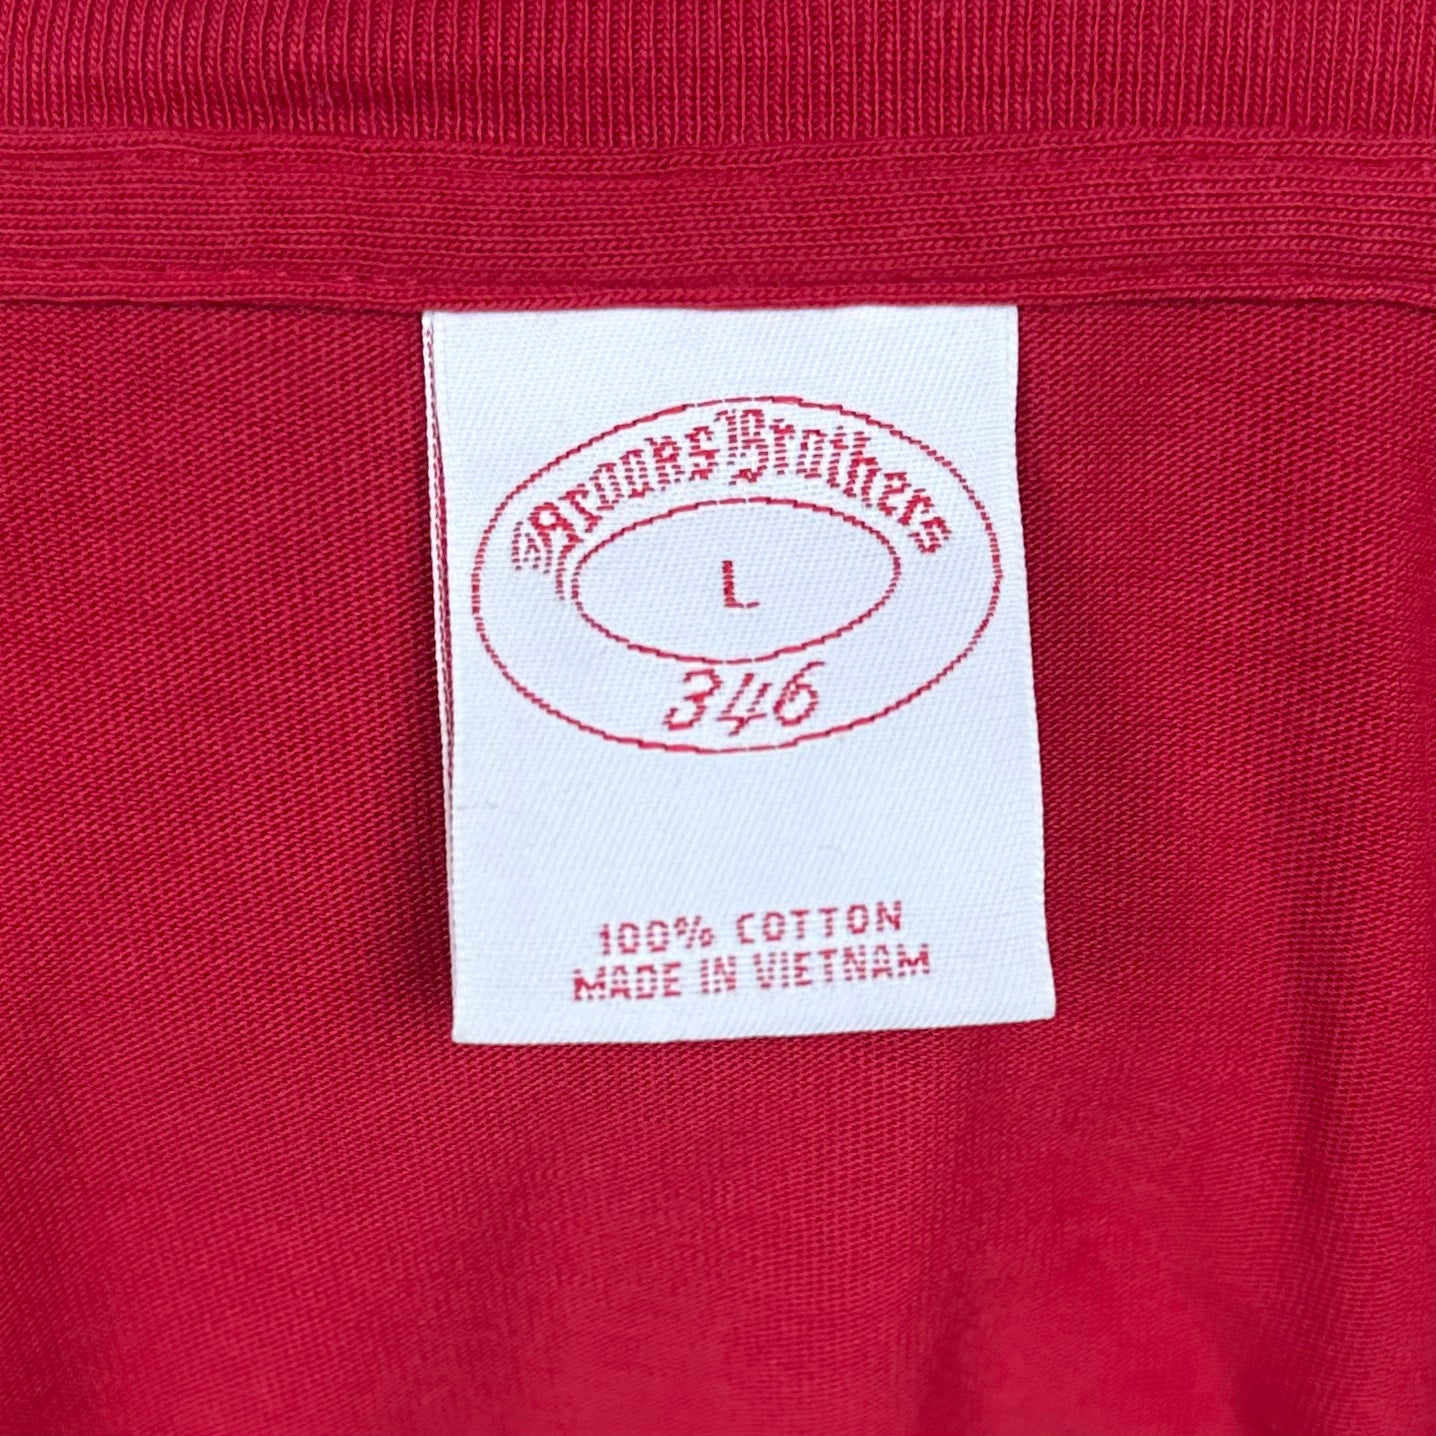 Brooks Brothers
L
346
100% COTTON
MADE IN VIETNAM